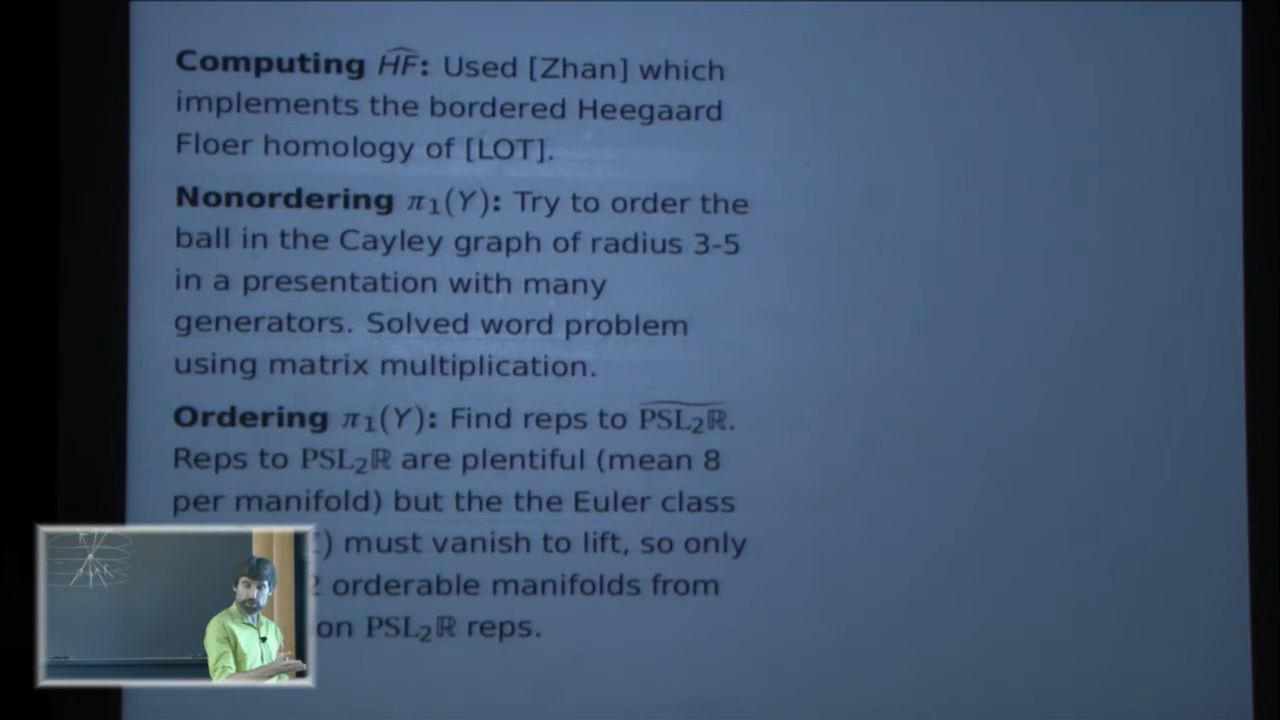 Computing \widehat{HF}: Used [Zhan] which
implements the bordered Heegaard
Floer homology of [LOT].
Nonordering π₁(Y): Try to order the
ball in the Cayley graph of radius 3-5
in a presentation with many
generators. Solved word problem
using matrix multiplication.
Ordering π₁(Y): Find reps to \widetilde{PSL₂ℝ}.
Reps to PSL₂ℝ are plentiful (mean 8
per manifold) but the the Euler class
) must vanish to lift, so only
2 orderable manifolds from
on PSL₂ℝ reps.